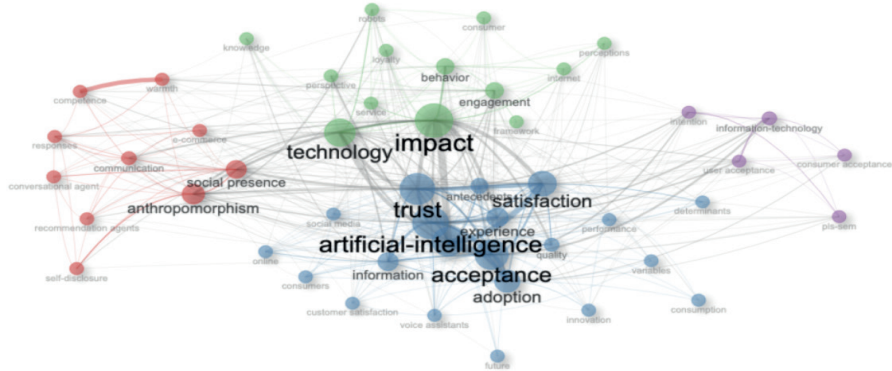 robots
consumer
knowledge
perceptions
loyalty
behavior
internet
perspective
warmth
competence
engagement
service
framework
intention
information-technology
e-commerce
responses
impact
technology
communication
user acceptance
consumer acceptance
social presence
conversational agent
antecedents
satisfaction
anthropomorphism
trust
determinants
social media
performance
pls-sem
recommendation agents
experience
artificial-intelligence
quality
online
variables
information
acceptance
self-disclosure
consumers
adoption
consumption
customer satisfaction
innovation
voice assistants
future